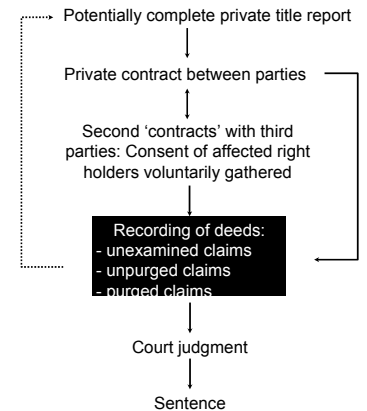 Potentially complete private title report
Private contract between parties
Second ‘contracts’ with third
parties: Consent of affected right
holders voluntarily gathered
Recording of deeds:
- unexamined claims
- unpurged claims
- purged claims
Court judgment
Sentence